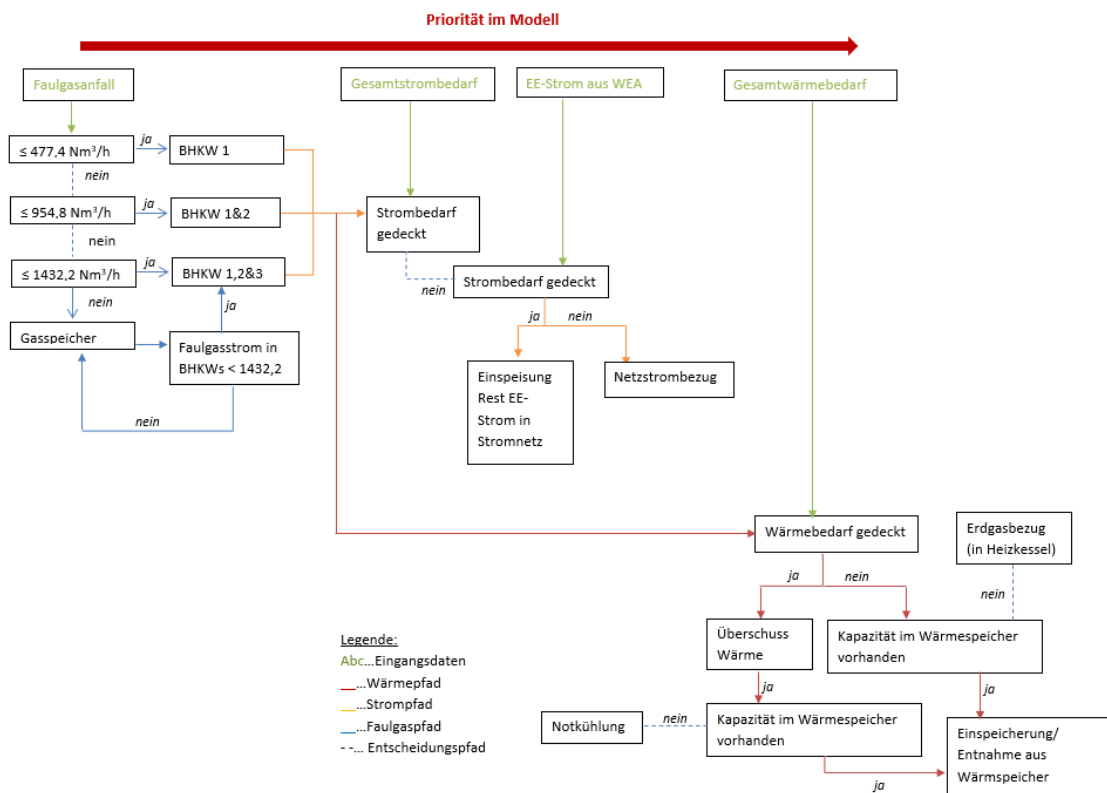 Priorität im Modell
Faulgasanfall
Gesamtstrombedarf
EE-Strom aus WEA
Gesamtwärmebedarf
≤ 477,4 Nm³/h
ja
BHKW 1
nein
≤ 954,8 Nm³/h
ja
BHKW 1&2
nein
≤ 1432,2 Nm³/h
ja
BHKW 1,2&3
nein
ja
Gasspeicher
Faulgasstrom in
BHKWs < 1432,2
nein
Strombedarf
gedeckt
nein
Strombedarf gedeckt
ja
nein
Einspeisung
Rest EE-
Strom in
Stromnetz
Netzstrombezug
Wärmebedarf gedeckt
Erdgasbezug
(in Heizkessel)
ja
nein
nein
Überschuss
Wärme
Kapazität im Wärmespeicher
vorhanden
ja
ja
Notkühlung
nein
Kapazität im Wärmespeicher
vorhanden
ja
Einspeicherung/
Entnahme aus
Wärmspeicher
Legende:
Abc...Eingangsdaten
__...Wärmepfad
__...Strompfad
__...Faulgaspfad
- -... Entscheidungspfad